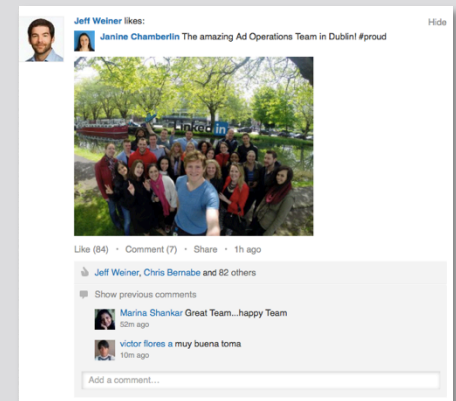 Jeff Weiner likes:
Hide
Janine Chamberlin The amazing Ad Operations Team in Dublin! #proud
Linked in
Like (84) • Comment (7) • Share • 1h ago
Jeff Weiner, Chris Bernabe and 82 others
Show previous comments
Marina Shankar Great Team...happy Team
52m ago
victor flores a muy buena toma
10m ago
Add a comment...